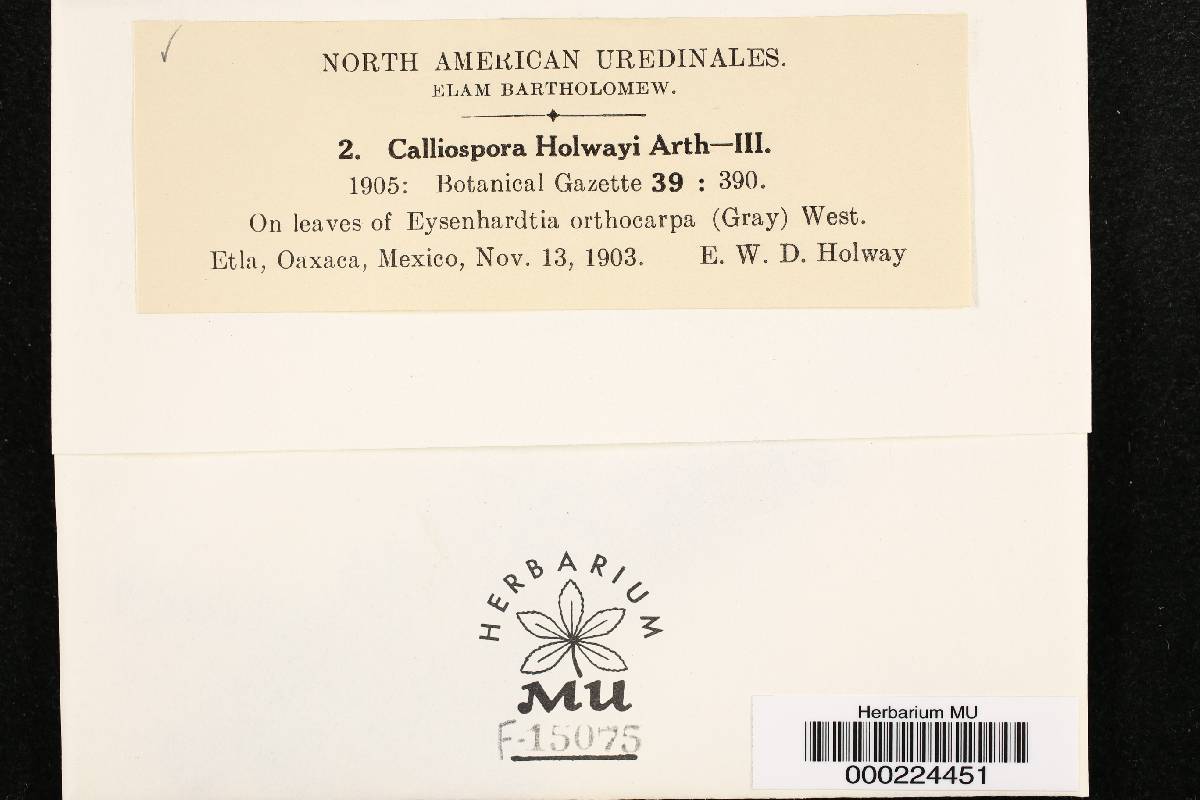 NORTH AMERICAN UREDINALES.
ELAM BARTHOLOMEW.
2. Calliospora Holwayi Arth—III.
1905: Botanical Gazette 39 : 390.
On leaves of Eysenhardtia orthocarpa (Gray) West.
Etla, Oaxaca, Mexico, Nov. 13, 1903. E. W. D. Holway
HERBARIUM
MU
F-15075
Herbarium MU
000224451